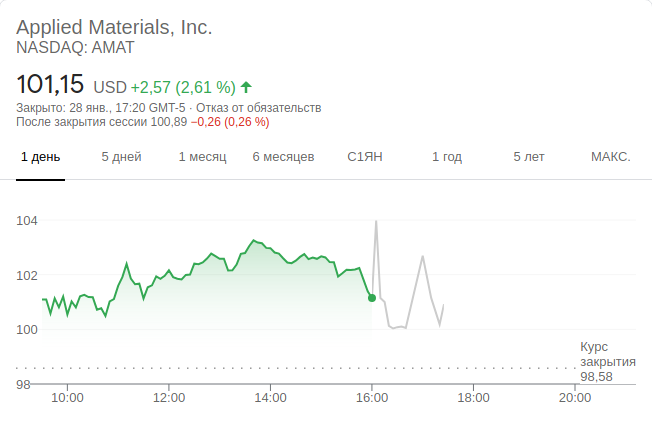 Applied Materials, Inc.
NASDAQ: AMAT
101,15 USD +2,57 (2,61 %)
Закрыто: 28 янв., 17:20 GMT-5 · Отказ от обязательств
После закрытия сессии 100,89 −0,26 (0,26 %)
1 день 5 дней 1 месяц 6 месяцев С1ЯН 1 год 5 лет МАКС.
104
102
100
Курс
закрытия
98,58
98
10:00 12:00 14:00 16:00 18:00 20:00